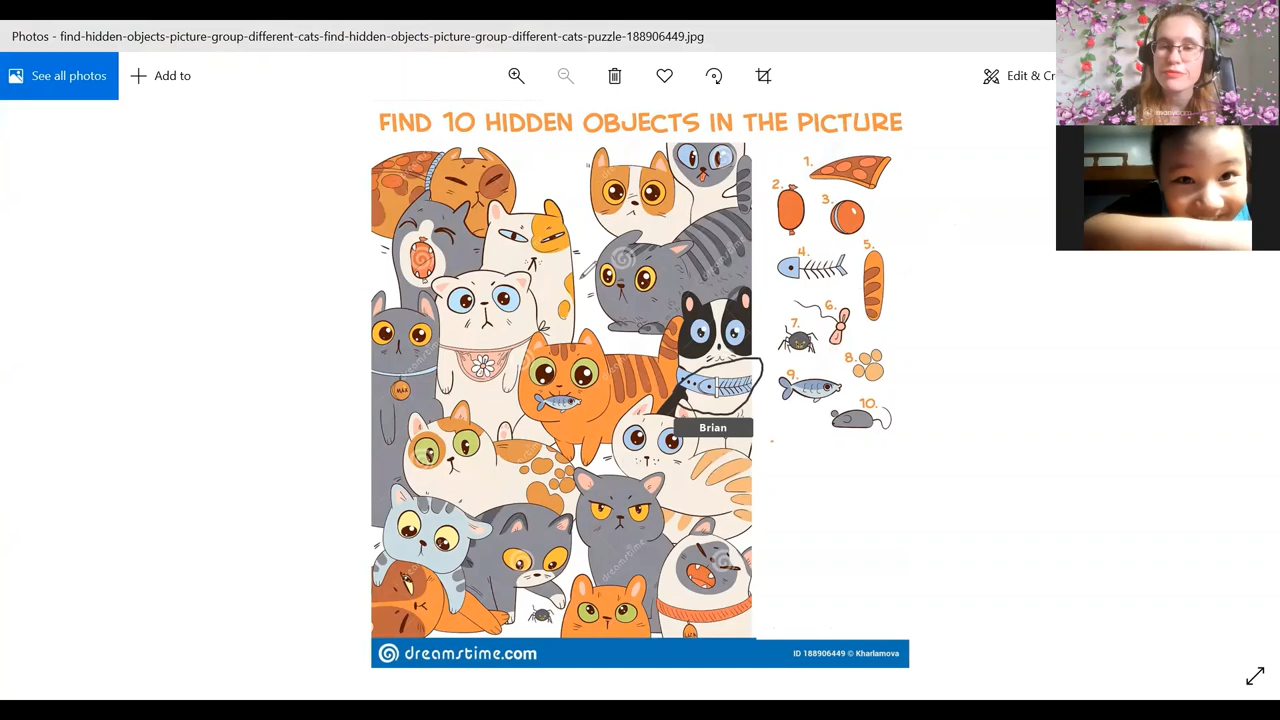 Photos - find-hidden-objects-picture-group-different-cats-find-hidden-objects-picture-group-different-cats-puzzle-188906449.jpg
See all photos
Add to
Edit & Cr
FIND 10 HIDDEN OBJECTS IN THE PICTURE
1.
2.
3.
4.
5.
6.
7.
8.
9.
10.
MAX
Brian
dreamstime
dreamstime.com
ID 188906449 © Kharlamova